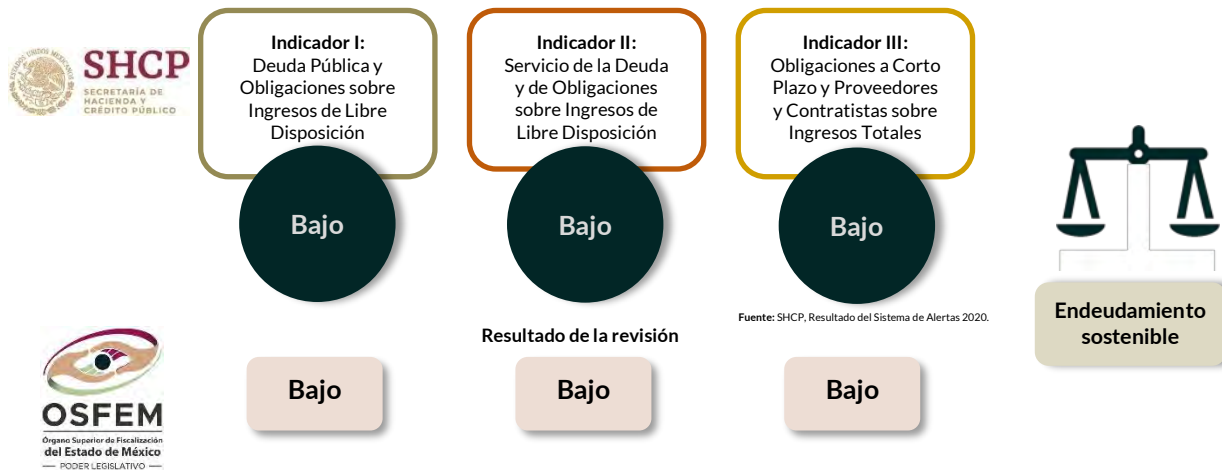 SHCP
SECRETARÍA DE
HACIENDA Y
CRÉDITO PÚBLICO
Indicador I:
Deuda Pública y
Obligaciones sobre
Ingresos de Libre
Disposición
Bajo
Indicador II:
Servicio de la Deuda
y de Obligaciones
sobre Ingresos de
Libre Disposición
Bajo
Indicador III:
Obligaciones a Corto
Plazo y Proveedores
y Contratistas sobre
Ingresos Totales
Bajo
Fuente: SHCP, Resultado del Sistema de Alertas 2020.
Endeudamiento
sostenible
Resultado de la revisión
OSFEM
Órgano Superior de Fiscalización
del Estado de México
PODER LEGISLATIVO
Bajo
Bajo
Bajo